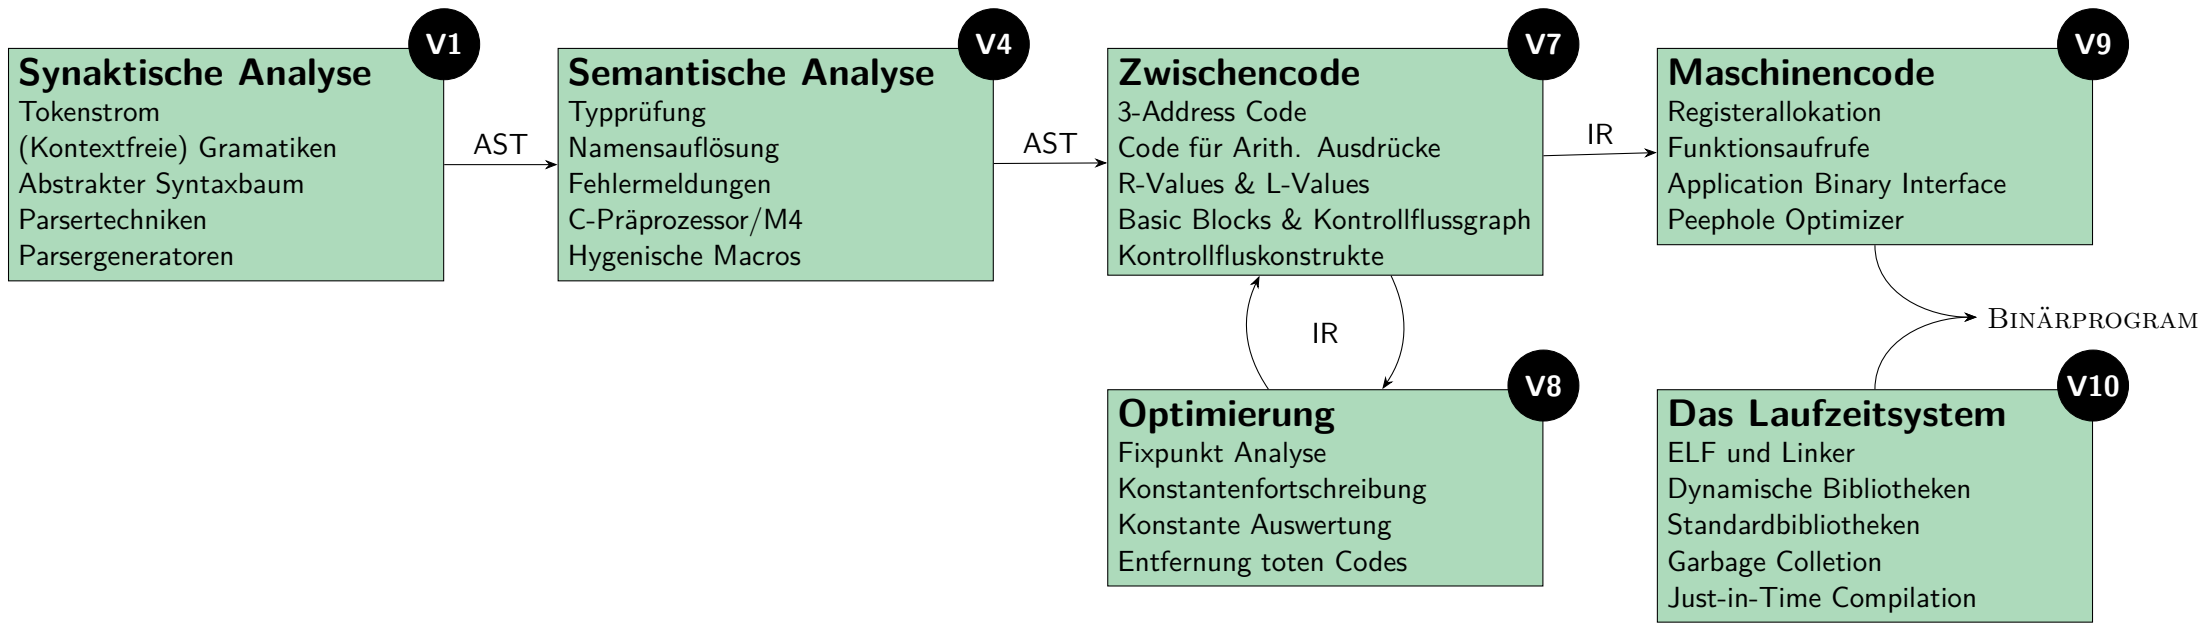 V1
Synaktische Analyse
Tokenstrom
(Kontextfreie) Gramatiken
Abstrakter Syntaxbaum
Parsertechniken
Parsergeneratoren
AST
V4
Semantische Analyse
Typprüfung
Namensauflösung
Fehlermeldungen
C-Präprozessor/M4
Hygenische Macros
AST
V7
Zwischencode
3-Address Code
Code für Arith. Ausdrücke
R-Values & L-Values
Basic Blocks & Kontrollflussgraph
Kontrollfluskonstrukte
IR
V9
Maschinencode
Registerallokation
Funktionsaufrufe
Application Binary Interface
Peephole Optimizer
IR
BINÄRPROGRAM
V8
Optimierung
Fixpunkt Analyse
Konstantenfortschreibung
Konstante Auswertung
Entfernung toten Codes
V10
Das Laufzeitsystem
ELF und Linker
Dynamische Bibliotheken
Standardbibliotheken
Garbage Colletion
Just-in-Time Compilation